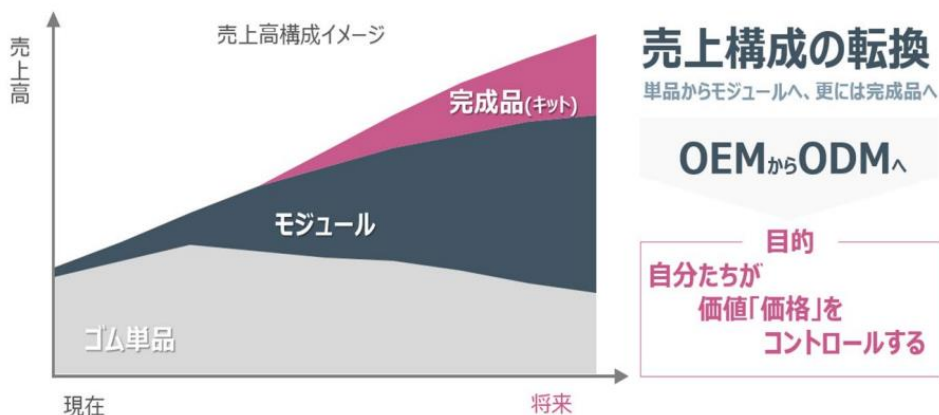 売上高構成イメージ
売上高
完成品(キット)
モジュール
ゴム単品
現在
将来
売上構成の転換
単品からモジュールへ、更には完成品へ
OEMからODMへ
目的
自分たちが
価値「価格」を
コントロールする